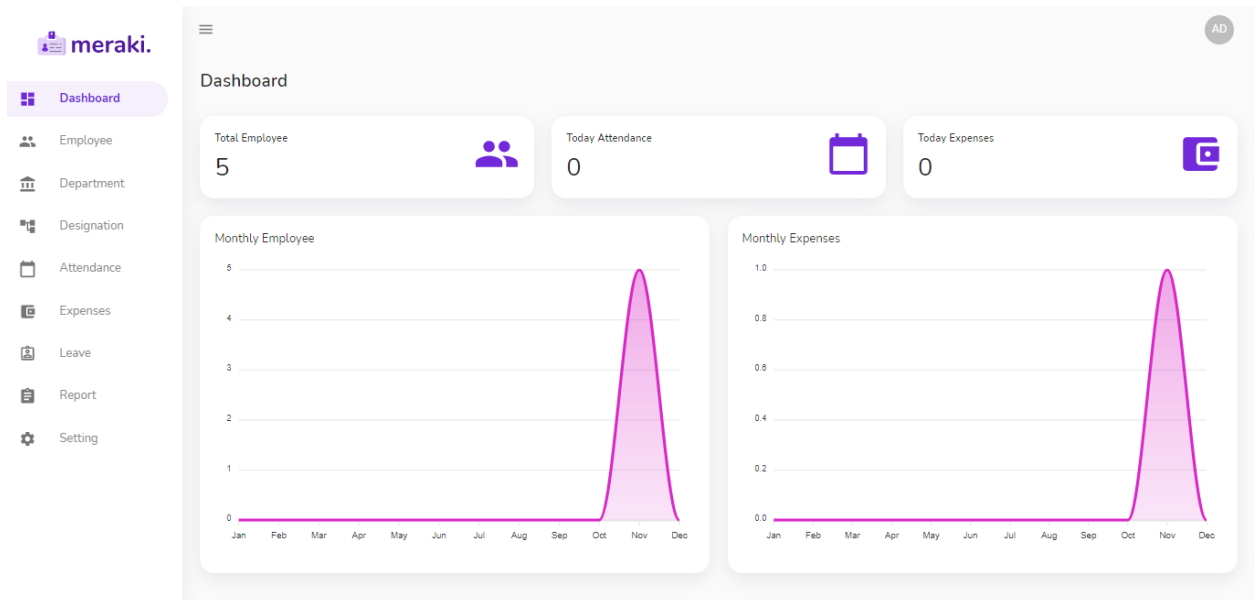 meraki.
AD
Dashboard
Employee
Department
Designation
Attendance
Expenses
Leave
Report
Setting
Dashboard
Total Employee
5
Today Attendance
0
Today Expenses
0
Monthly Employee
5
4
3
2
1
0
Jan Feb Mar Apr May Jun Jul Aug Sep Oct Nov Dec
Monthly Expenses
1.0
0.8
0.6
0.4
0.2
0.0
Jan Feb Mar Apr May Jun Jul Aug Sep Oct Nov Dec